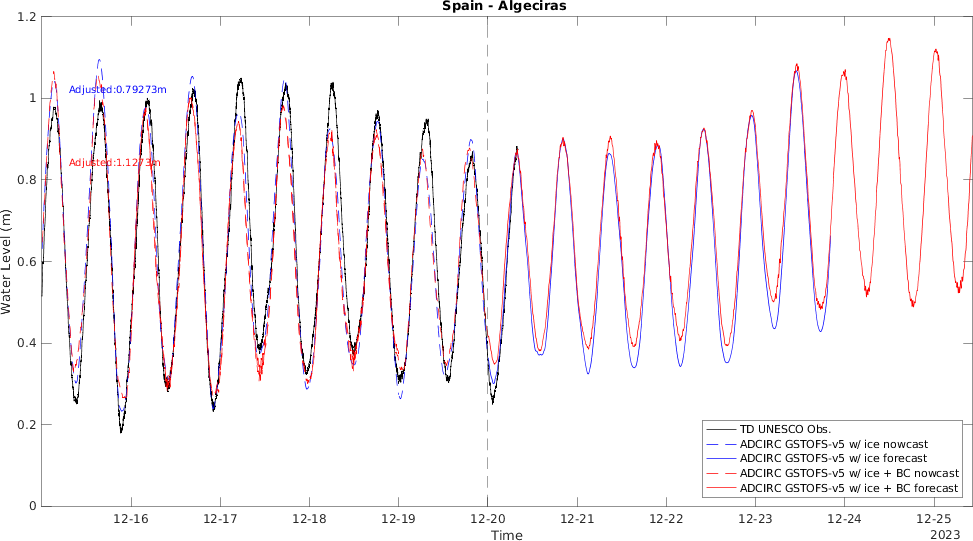 Spain - Algeciras
1.2
1
0.8
0.6
0.4
0.2
0
Water Level (m)
Adjusted:0.79273m
Adjusted:1.1273m
TD UNESCO Obs.
ADCIRC GSTOFS-v5 w/ ice nowcast
ADCIRC GSTOFS-v5 w/ ice forecast
ADCIRC GSTOFS-v5 w/ ice + BC nowcast
ADCIRC GSTOFS-v5 w/ ice + BC forecast
12-16 12-17 12-18 12-19 12-20 12-21 12-22 12-23 12-24 12-25
Time
2023